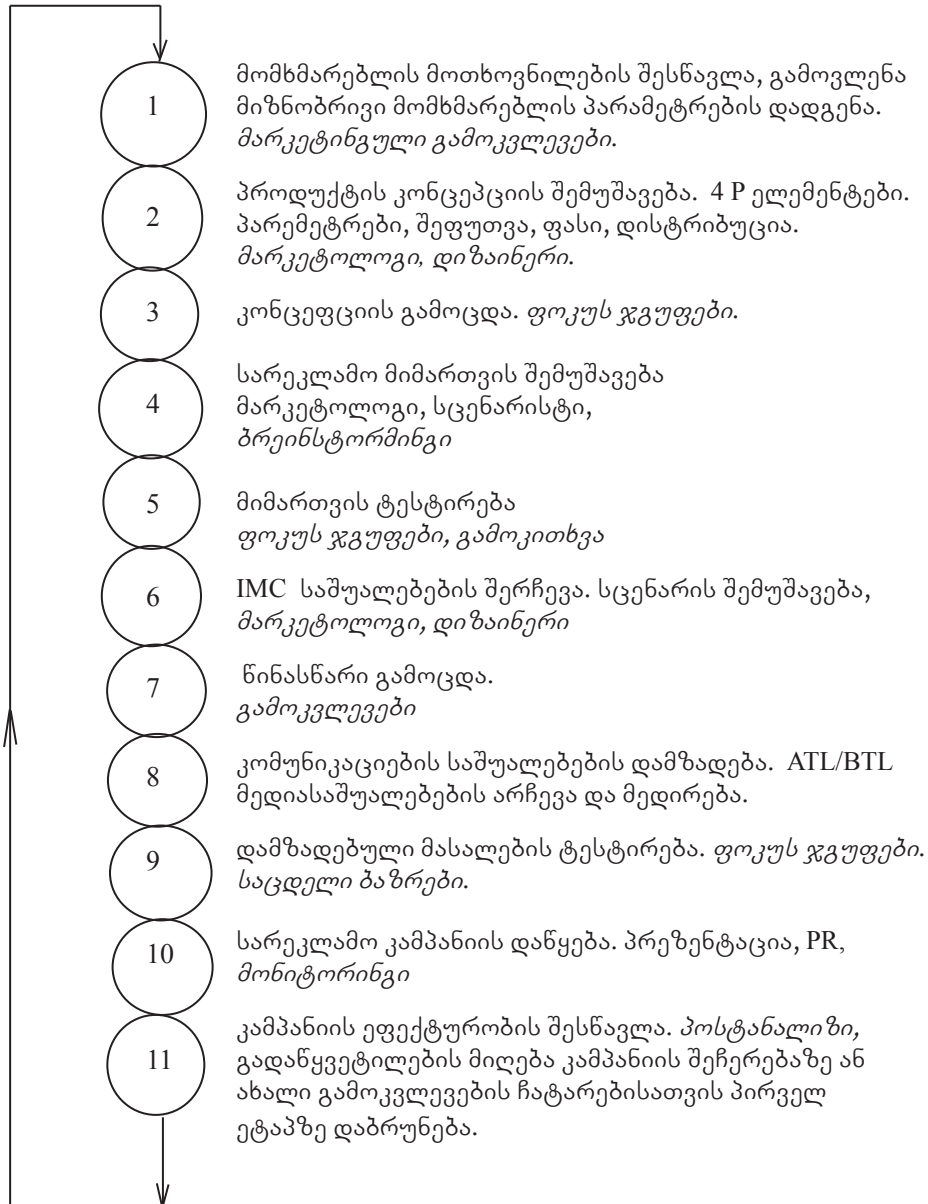 1
მომხმარებლის მოთხოვნილების შესწავლა, გამოვლენა
მიზნობრივი მომხმარებლის პარამეტრების დადგენა.
მარკეტინგული გამოკვლევები.
2
პროდუქტის კონცეპციის შემუშავება. 4 P ელემენტები.
პარემეტრები, შეფუთვა, ფასი, დისტრიბუცია.
მარკეტოლოგი, დიზაინერი.
3
კონცეფციის გამოცდა. ფოკუს ჯგუფები.
4
სარეკლამო მიმართვის შემუშავება
მარკეტოლოგი, სცენარისტი,
ბრეინსტორმინგი
5
მიმართვის ტესტირება
ფოკუს ჯგუფები, გამოკითხვა
6
IMC საშუალებების შერჩევა. სცენარის შემუშავება,
მარკეტოლოგი, დიზაინერი
7
წინასწარი გამოცდა.
გამოკვლევები
8
კომუნიკაციების საშუალებების დამზადება. ATL/BTL
მედიასაშუალებების არჩევა და მედირება.
9
დამზადებული მასალების ტესტირება. ფოკუს ჯგუფები.
საცდელი ბაზრები.
10
სარეკლამო კამპანიის დაწყება. პრეზენტაცია, PR,
მონიტორინგი
11
კამპანიის ეფექტურობის შესწავლა. პოსტანალიზი,
გადაწყვეტილების მიღება კამპანიის შეჩერებაზე ან
ახალი გამოკვლევების ჩატარებისათვის პირველ
ეტაპზე დაბრუნება.